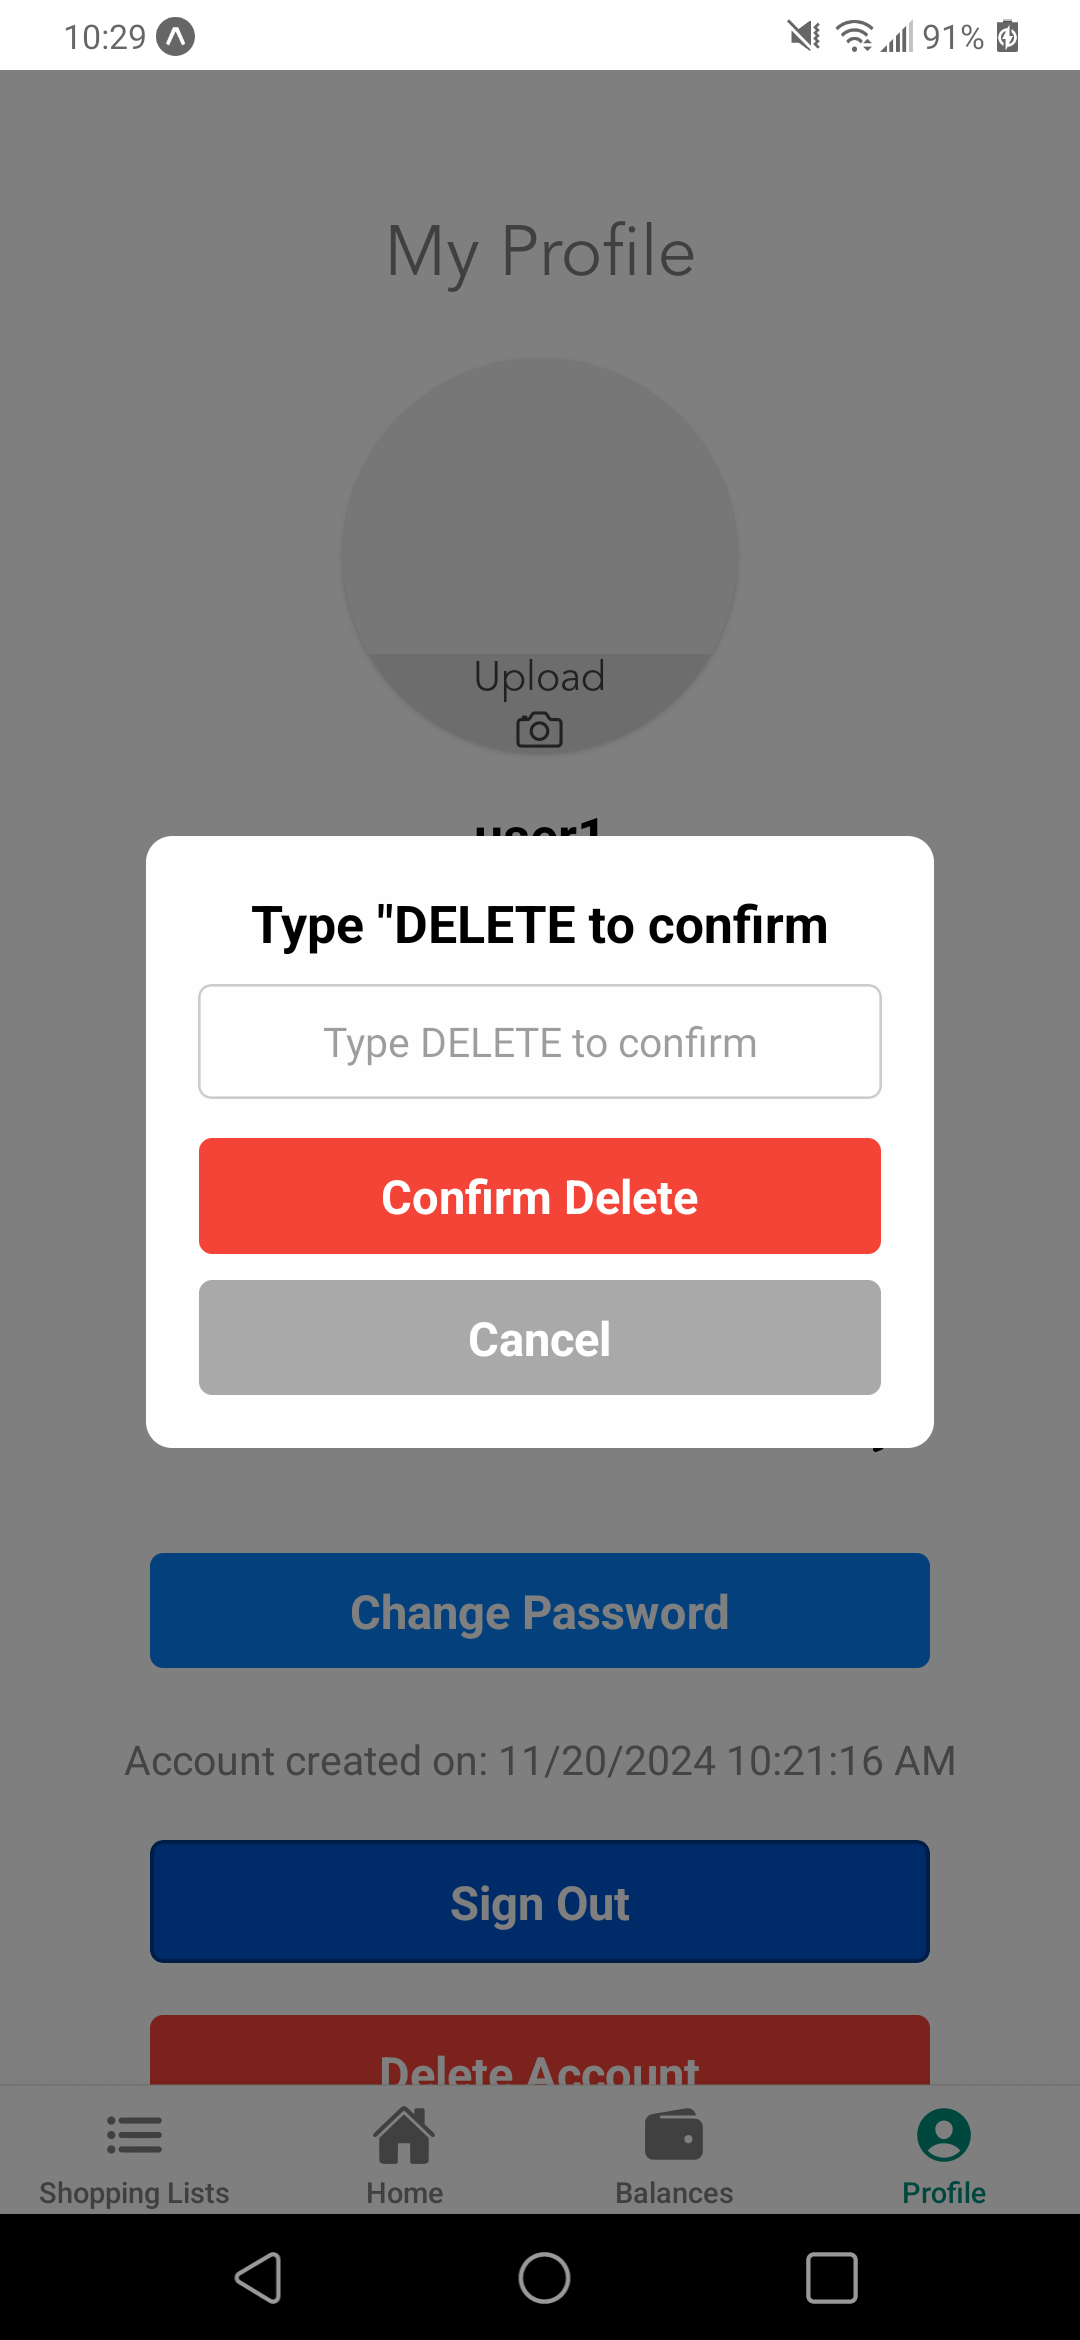 10:29
91%
My Profile
Upload
user1
Type "DELETE to confirm
Type DELETE to confirm
Confirm Delete
Cancel
Change Password
Account created on: 11/20/2024 10:21:16 AM
Sign Out
Delete Account
Shopping Lists
Home
Balances
Profile